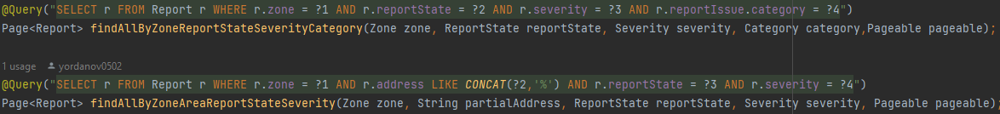 @Query("SELECT r FROM Report r WHERE r.zone = ?1 AND r.reportState = ?2 AND r.severity = ?3 AND r.reportIssue.category = ?4")
Page<Report> findAllByZoneReportStateSeverityCategory(Zone zone, ReportState reportState, Severity severity, Category category,Pageable pageable);
1 usage yordanov0502
@Query("SELECT r FROM Report r WHERE r.zone = ?1 AND r.address LIKE CONCAT(?2,'%') AND r.reportState = ?3 AND r.severity = ?4")
Page<Report> findAllByZoneAreaReportStateSeverity(Zone zone, String partialAddress, ReportState reportState, Severity severity, Pageable pageable)